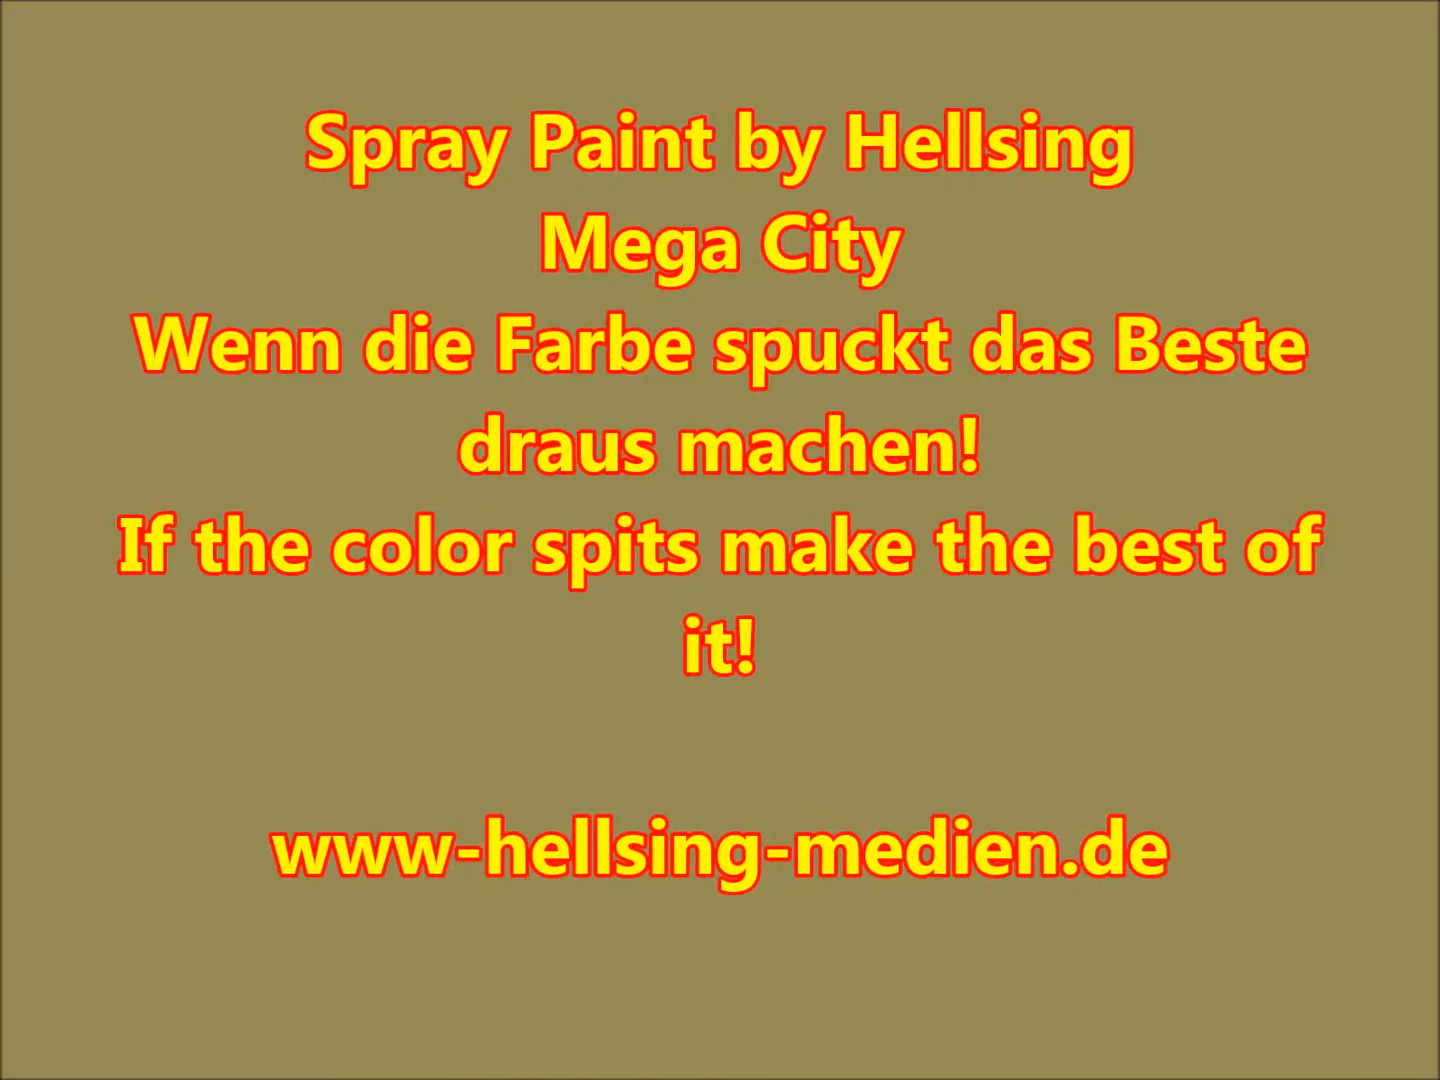 Spray Paint by Hellsing
Mega City
Wenn die Farbe spuckt das Beste
draus machen!
If the color spits make the best of
it!
www-hellsing-medien.de